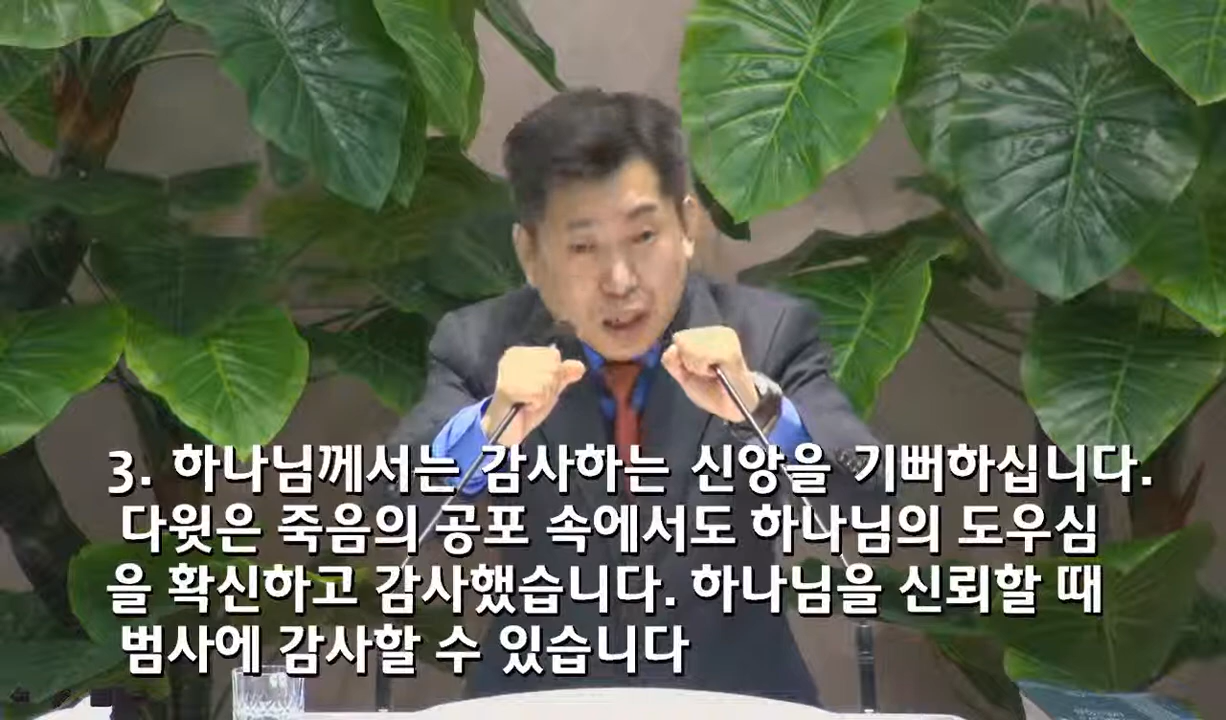 3. 하나님께서는 감사하는 신앙을 기뻐하십니다.
다윗은 죽음의 공포 속에서도 하나님의 도우심
을 확신하고 감사했습니다. 하나님을 신뢰할 때
범사에 감사할 수 있습니다